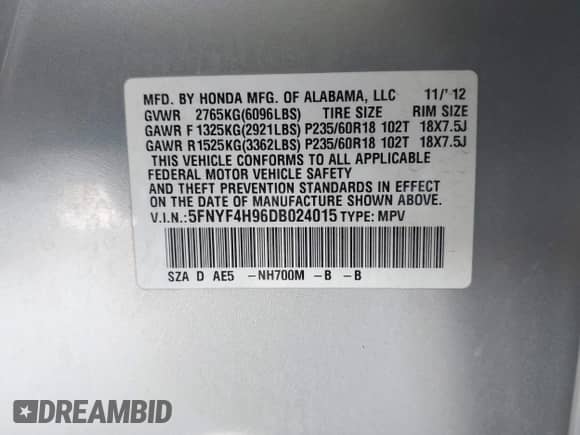 MFD. BY HONDA MFG. OF ALABAMA, LLC 11/' 12
GVWR 2765KG(6096LBS) TIRE SIZE RIM SIZE
GAWR F 1325KG(2921LBS) P235/60R18 102T 18X7.5J
GAWR R1525KG(3362LBS) P235/60R18 102T 18X7.5J
THIS VEHICLE CONFORMS TO ALL APPLICABLE
FEDERAL MOTOR VEHICLE SAFETY
AND THEFT PREVENTION STANDARDS IN EFFECT
ON THE DATE OF MANUFACTURE SHOWN ABOVE.
V.I.N.:5FNYF4H96DB024015 TYPE: MPV
SZA D AE5 -NH700M -B -B
DREAMBID